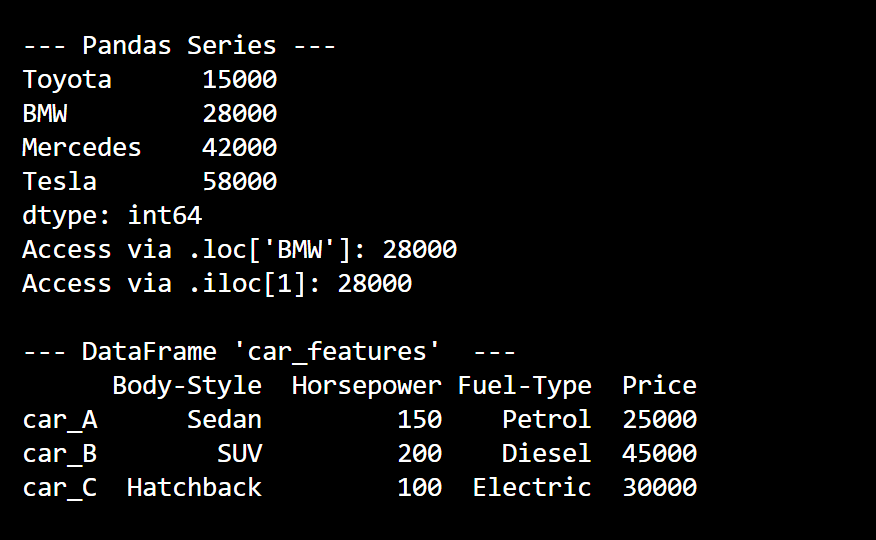 --- Pandas Series ---
Toyota      15000
BMW         28000
Mercedes    42000
Tesla       58000
dtype: int64
Access via .loc['BMW']: 28000
Access via .iloc[1]: 28000

--- DataFrame 'car_features'  ---
      Body-Style  Horsepower Fuel-Type  Price
car_A      Sedan         150    Petrol  25000
car_B        SUV         200    Diesel  45000
car_C  Hatchback         100  Electric  30000